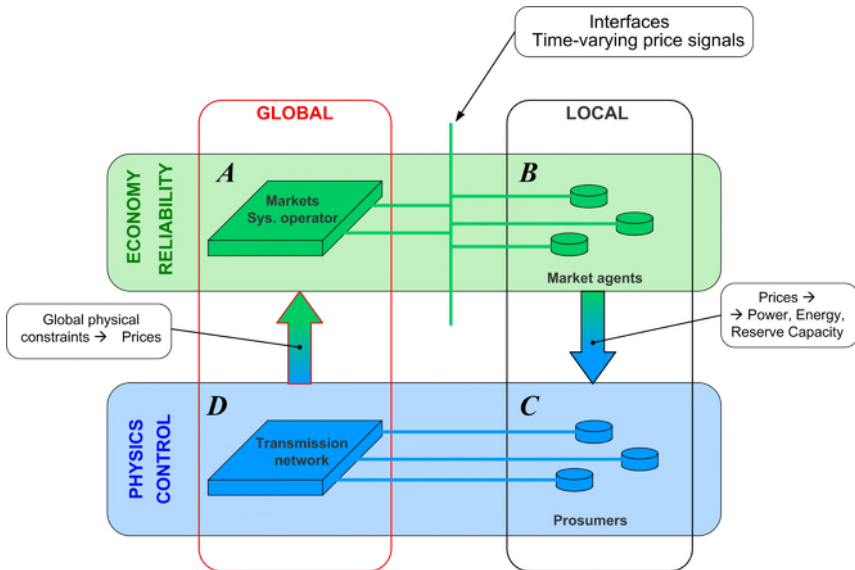 Interfaces
Time-varying price signals
GLOBAL
LOCAL
ECONOMY
RELIABILITY
A
Markets
Sys. operator
B
Market agents
Global physical
constraints → Prices
Prices →
→ Power, Energy,
Reserve Capacity
PHYSICS
CONTROL
D
Transmission
network
C
Prosumers